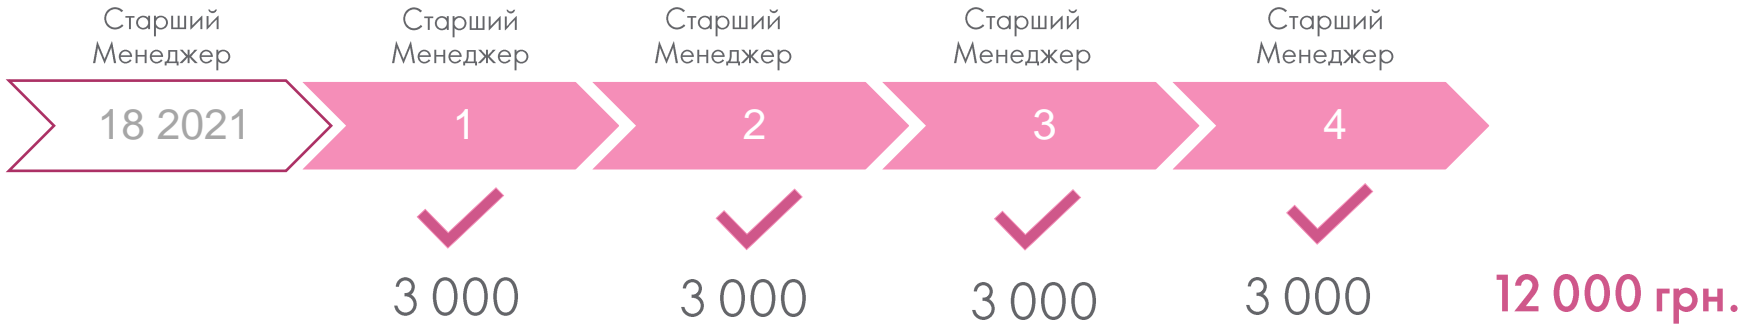 Старший
Менеджер
Старший
Менеджер
Старший
Менеджер
Старший
Менеджер
Старший
Менеджер
18 2021
1
2
3
4
3 000
3 000
3 000
3 000
12 000 грн.